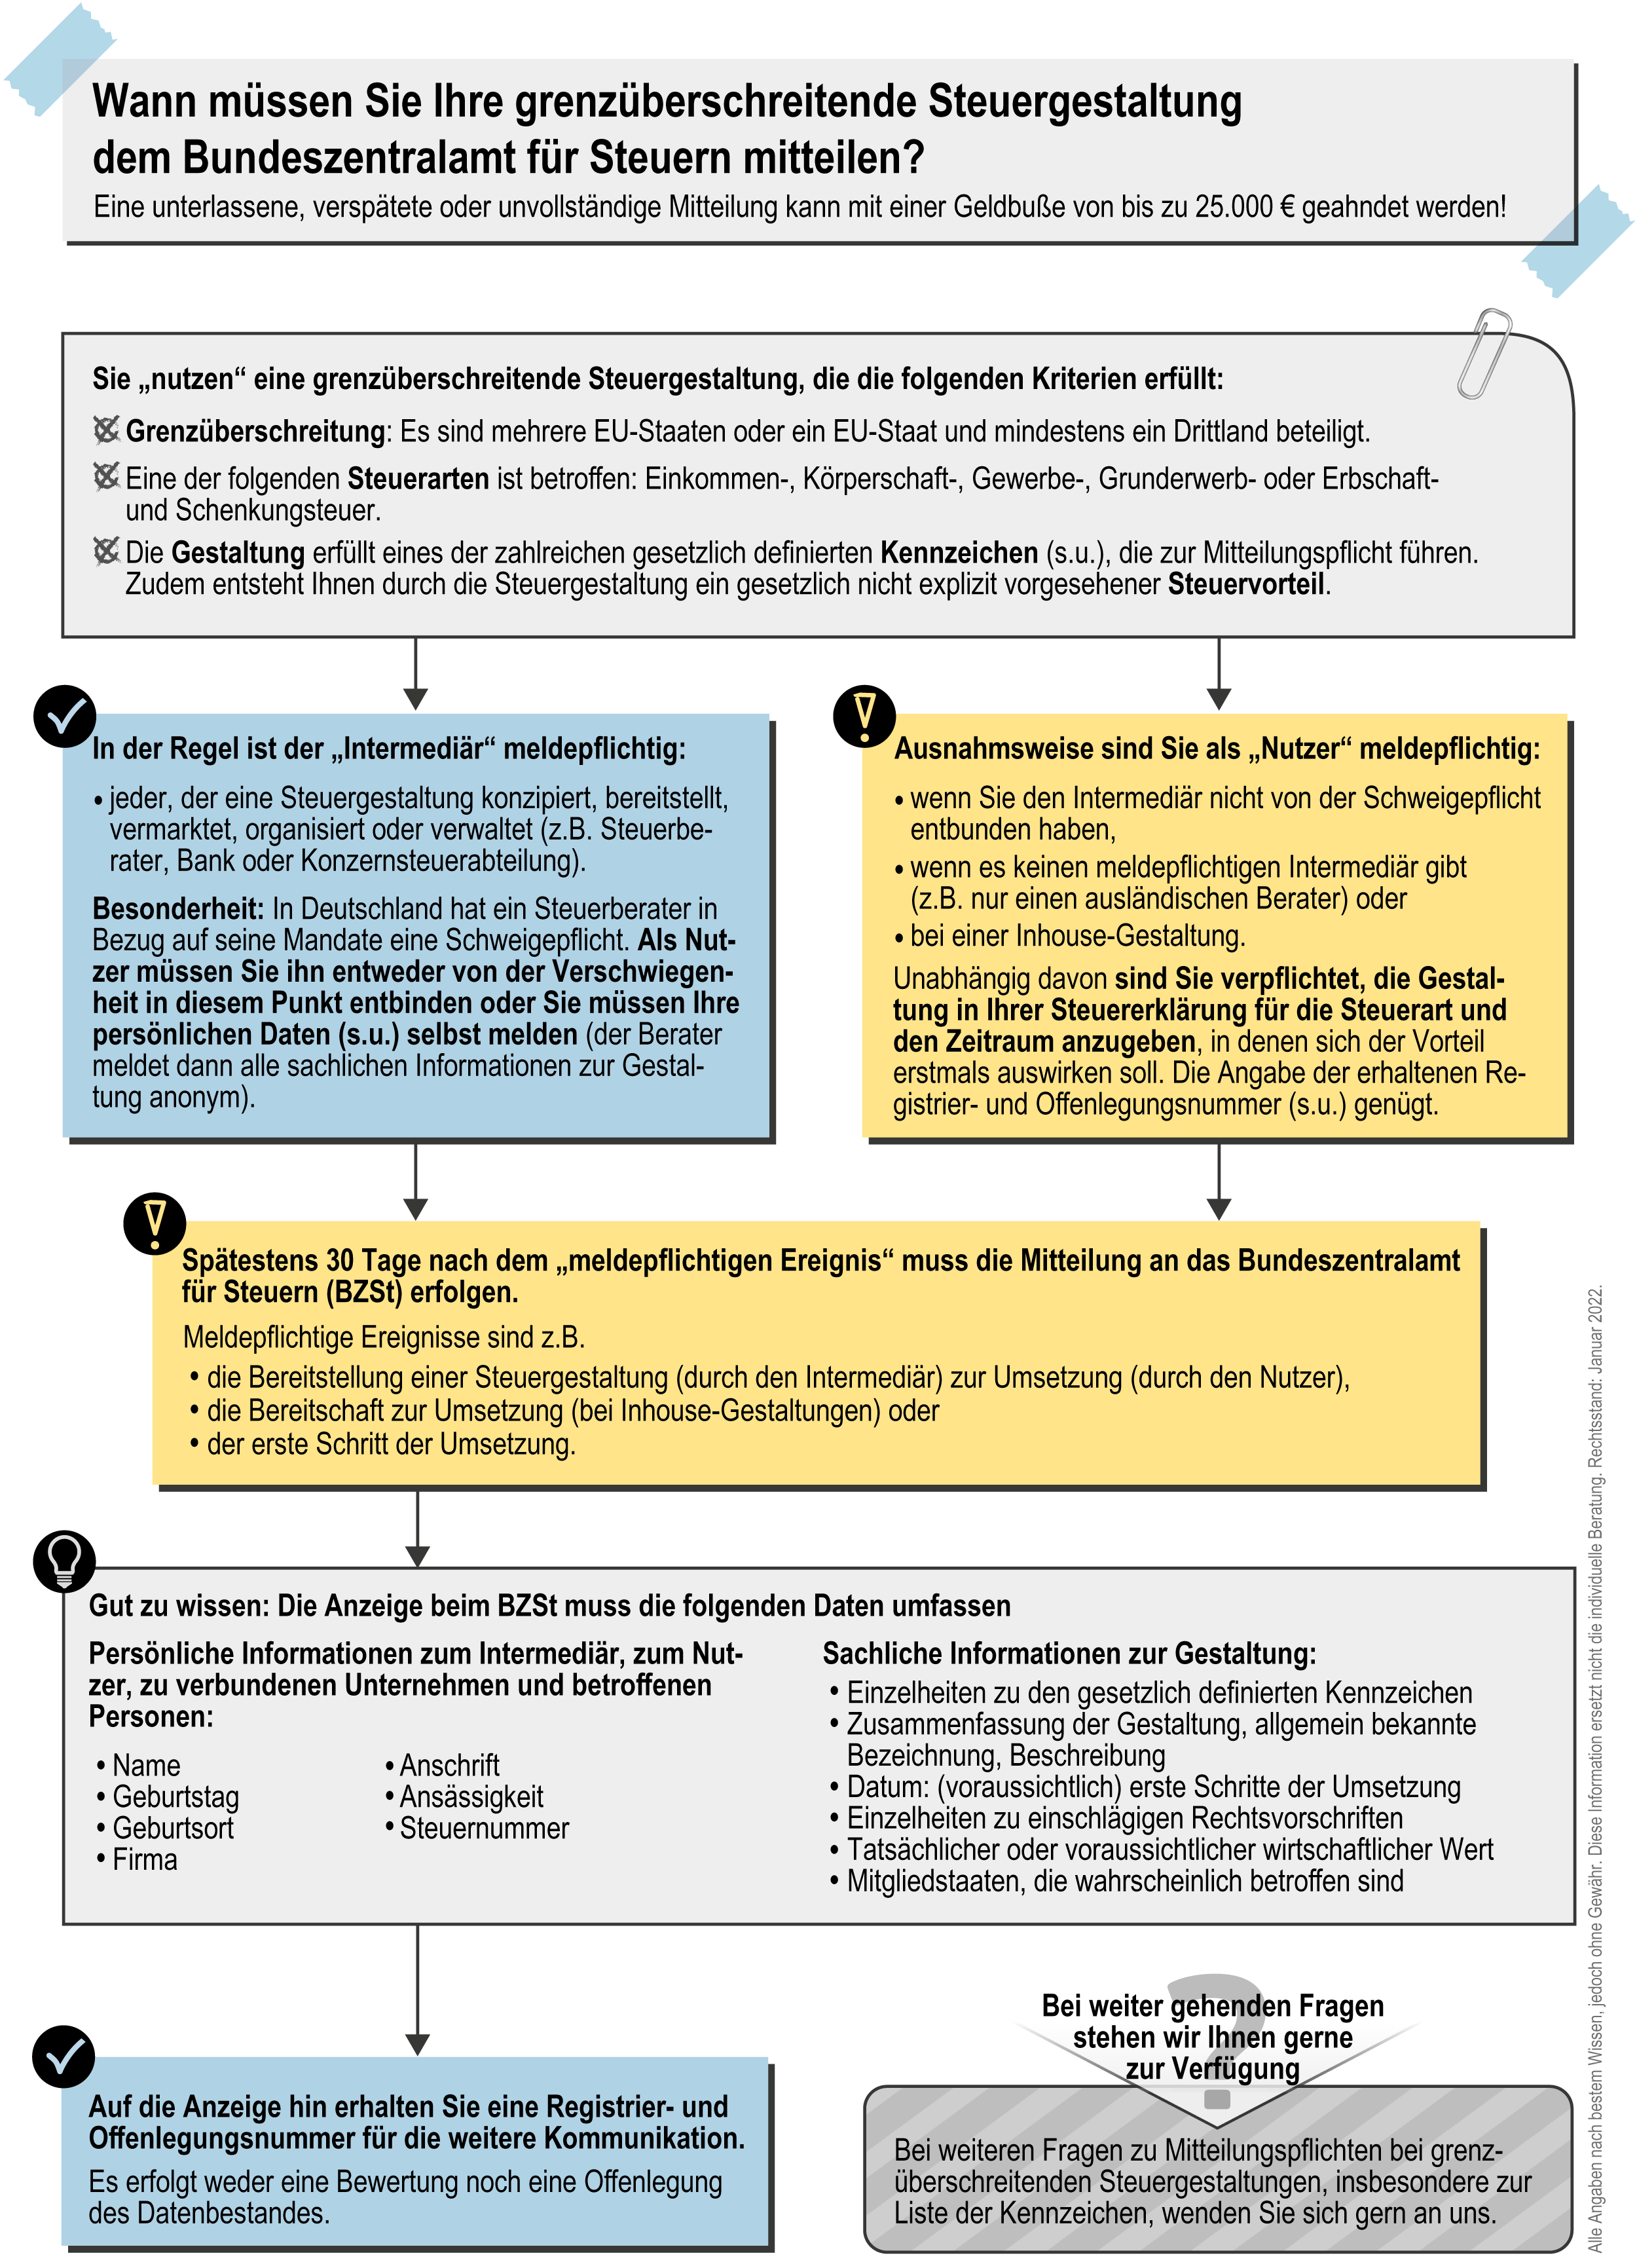 Wann müssen Sie Ihre grenzüberschreitende Steuergestaltung
dem Bundeszentralamt für Steuern mitteilen?
Eine unterlassene, verspätete oder unvollständige Mitteilung kann mit einer Geldbuße von bis zu 25.000 € geahndet werden!
Sie „nutzen“ eine grenzüberschreitende Steuergestaltung, die die folgenden Kriterien erfüllt:
Grenzüberschreitung: Es sind mehrere EU-Staaten oder ein EU-Staat und mindestens ein Drittland beteiligt.
Eine der folgenden Steuerarten ist betroffen: Einkommen-, Körperschaft-, Gewerbe-, Grunderwerb- oder Erbschaft-
und Schenkungsteuer.
Die Gestaltung erfüllt eines der zahlreichen gesetzlich definierten Kennzeichen (s.u.), die zur Mitteilungspflicht führen.
Zudem entsteht Ihnen durch die Steuergestaltung ein gesetzlich nicht explizit vorgesehener Steuervorteil.
In der Regel ist der „Intermediär“ meldepflichtig:
• jeder, der eine Steuergestaltung konzipiert, bereitstellt,
vermarktet, organisiert oder verwaltet (z.B. Steuerbe-
rater, Bank oder Konzernsteuerabteilung).
Besonderheit: In Deutschland hat ein Steuerberater in
Bezug auf seine Mandate eine Schweigepflicht. Als Nut-
zer müssen Sie ihn entweder von der Verschwiegen-
heit in diesem Punkt entbinden oder Sie müssen Ihre
persönlichen Daten (s.u.) selbst melden (der Berater
meldet dann alle sachlichen Informationen zur Gestal-
tung anonym).
Ausnahmsweise sind Sie als „Nutzer“ meldepflichtig:
• wenn Sie den Intermediär nicht von der Schweigepflicht
entbunden haben,
• wenn es keinen meldepflichtigen Intermediär gibt
(z.B. nur einen ausländischen Berater) oder
• bei einer Inhouse-Gestaltung.
Unabhängig davon sind Sie verpflichtet, die Gestal-
tung in Ihrer Steuererklärung für die Steuerart und
den Zeitraum anzugeben, in denen sich der Vorteil
erstmals auswirken soll. Die Angabe der erhaltenen Re-
gistrier- und Offenlegungsnummer (s.u.) genügt.
Spätestens 30 Tage nach dem „meldepflichtigen Ereignis“ muss die Mitteilung an das Bundeszentralamt
für Steuern (BZSt) erfolgen.
Meldepflichtige Ereignisse sind z.B.
• die Bereitstellung einer Steuergestaltung (durch den Intermediär) zur Umsetzung (durch den Nutzer),
• die Bereitschaft zur Umsetzung (bei Inhouse-Gestaltungen) oder
• der erste Schritt der Umsetzung.
Gut zu wissen: Die Anzeige beim BZSt muss die folgenden Daten umfassen
Persönliche Informationen zum Intermediär, zum Nut-
zer, zu verbundenen Unternehmen und betroffenen
Personen:
• Name
• Geburtstag
• Geburtsort
• Firma
• Anschrift
• Ansässigkeit
• Steuernummer
Sachliche Informationen zur Gestaltung:
• Einzelheiten zu den gesetzlich definierten Kennzeichen
• Zusammenfassung der Gestaltung, allgemein bekannte
Bezeichnung, Beschreibung
• Datum: (voraussichtlich) erste Schritte der Umsetzung
• Einzelheiten zu einschlägigen Rechtsvorschriften
• Tatsächlicher oder voraussichtlicher wirtschaftlicher Wert
• Mitgliedstaaten, die wahrscheinlich betroffen sind
Auf die Anzeige hin erhalten Sie eine Registrier- und
Offenlegungsnummer für die weitere Kommunikation.
Es erfolgt weder eine Bewertung noch eine Offenlegung
des Datenbestandes.
?
Bei weiter gehenden Fragen
stehen wir Ihnen gerne
zur Verfügung
Bei weiteren Fragen zu Mitteilungspflichten bei grenz-
überschreitenden Steuergestaltungen, insbesondere zur
Liste der Kennzeichen, wenden Sie sich gern an uns.
Alle Angaben nach bestem Wissen, jedoch ohne Gewähr. Diese Information ersetzt nicht die individuelle Beratung. Rechtsstand: Januar 2022.